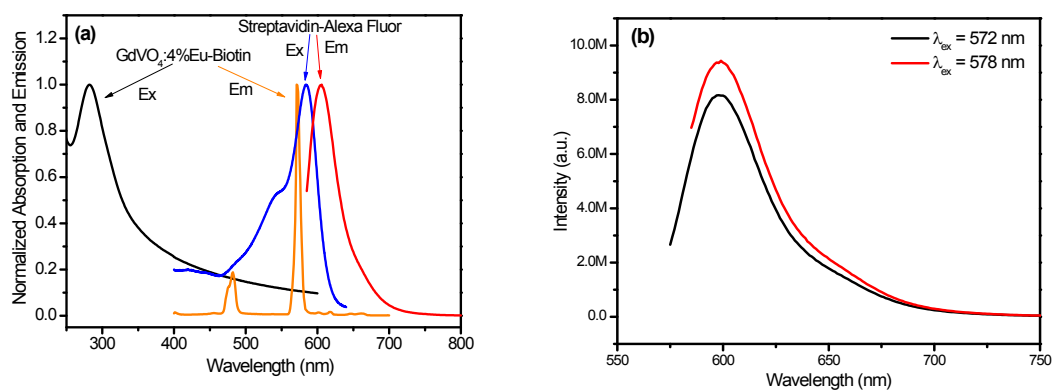 (a)
Streptavidin-Alexa Fluor
Ex
Em
GdVO4:4%Eu-Biotin
Ex
Em
Normalized Absorption and Emission
1.2
1.0
0.8
0.6
0.4
0.2
0.0
300 400 500 600 700 800
Wavelength (nm)
(b)
λex = 572 nm
λex = 578 nm
Intensity (a.u.)
10.0M
8.0M
6.0M
4.0M
2.0M
0.0
550 600 650 700 750
Wavelength (nm)